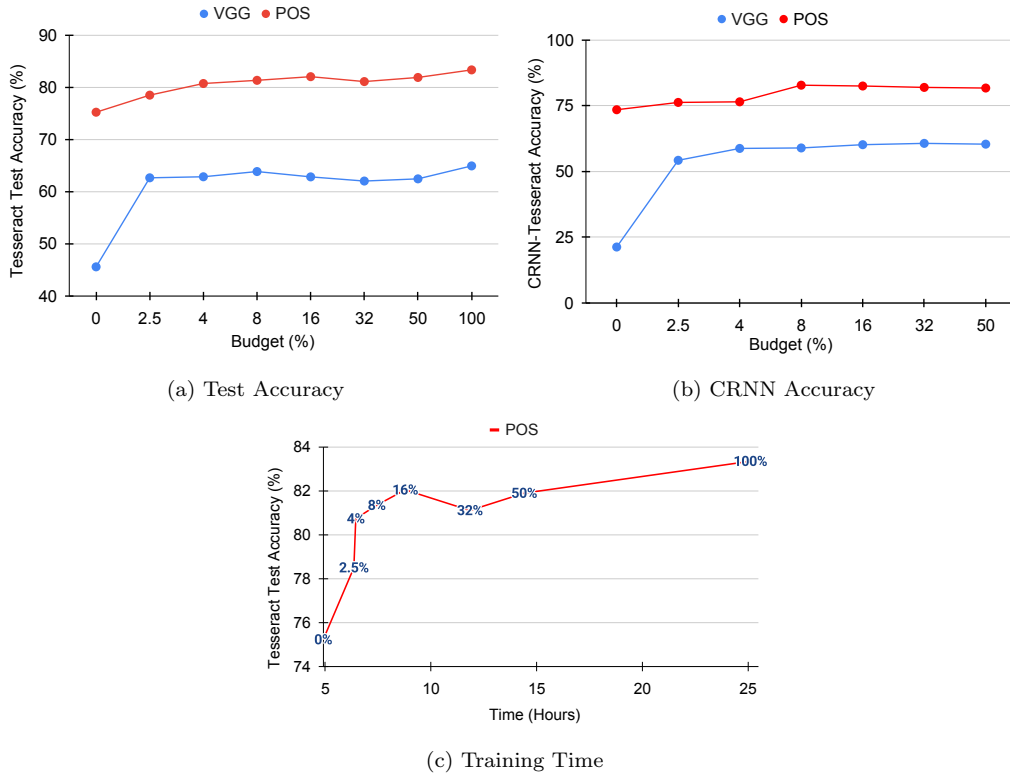 VGG POS
Tesseract Test Accuracy (%)
90
80
70
60
50
40
0 2.5 4 8 16 32 50 100
Budget (%)
(a) Test Accuracy
VGG POS
CRNN-Tesseract Accuracy (%)
100
75
50
25
0
0 2.5 4 8 16 32 50
Budget (%)
(b) CRNN Accuracy
POS
Tesseract Test Accuracy (%)
84
82
80
78
76
74
0%
2.5%
4%
8%
16%
32%
50%
100%
5 10 15 20 25
Time (Hours)
(c) Training Time